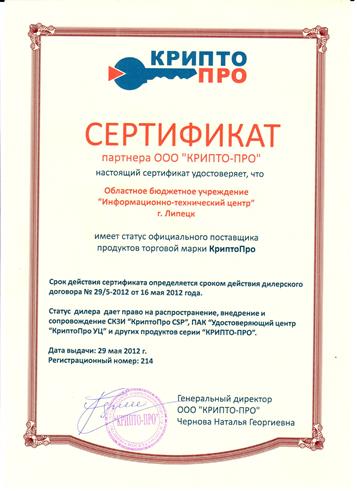 КРИПТО
ПРО
СЕРТИФИКАТ
партнера ООО "КРИПТО-ПРО"
настоящий сертификат удостоверяет, что
Областное бюджетное учреждение
"Информационно-технический центр"
г. Липецк
имеет статус официального поставщика
продуктов торговой марки КриптоПро
Срок действия сертификата определяется сроком действия дилерского
договора № 29/5-2012 от 16 мая 2012 года.
Статус дилера дает право на распространение, внедрение и
сопровождение СКЗИ "КриптоПро CSP", ПАК "Удостоверяющий центр
"КриптоПро УЦ" и других продуктов серии "КРИПТО-ПРО".
Дата выдачи: 29 мая 2012 г.
Регистрационный номер: 214
Генеральный директор
ООО "КРИПТО-ПРО"
Чернова Наталья Георгиевна
"КРИПТО-ПРО"